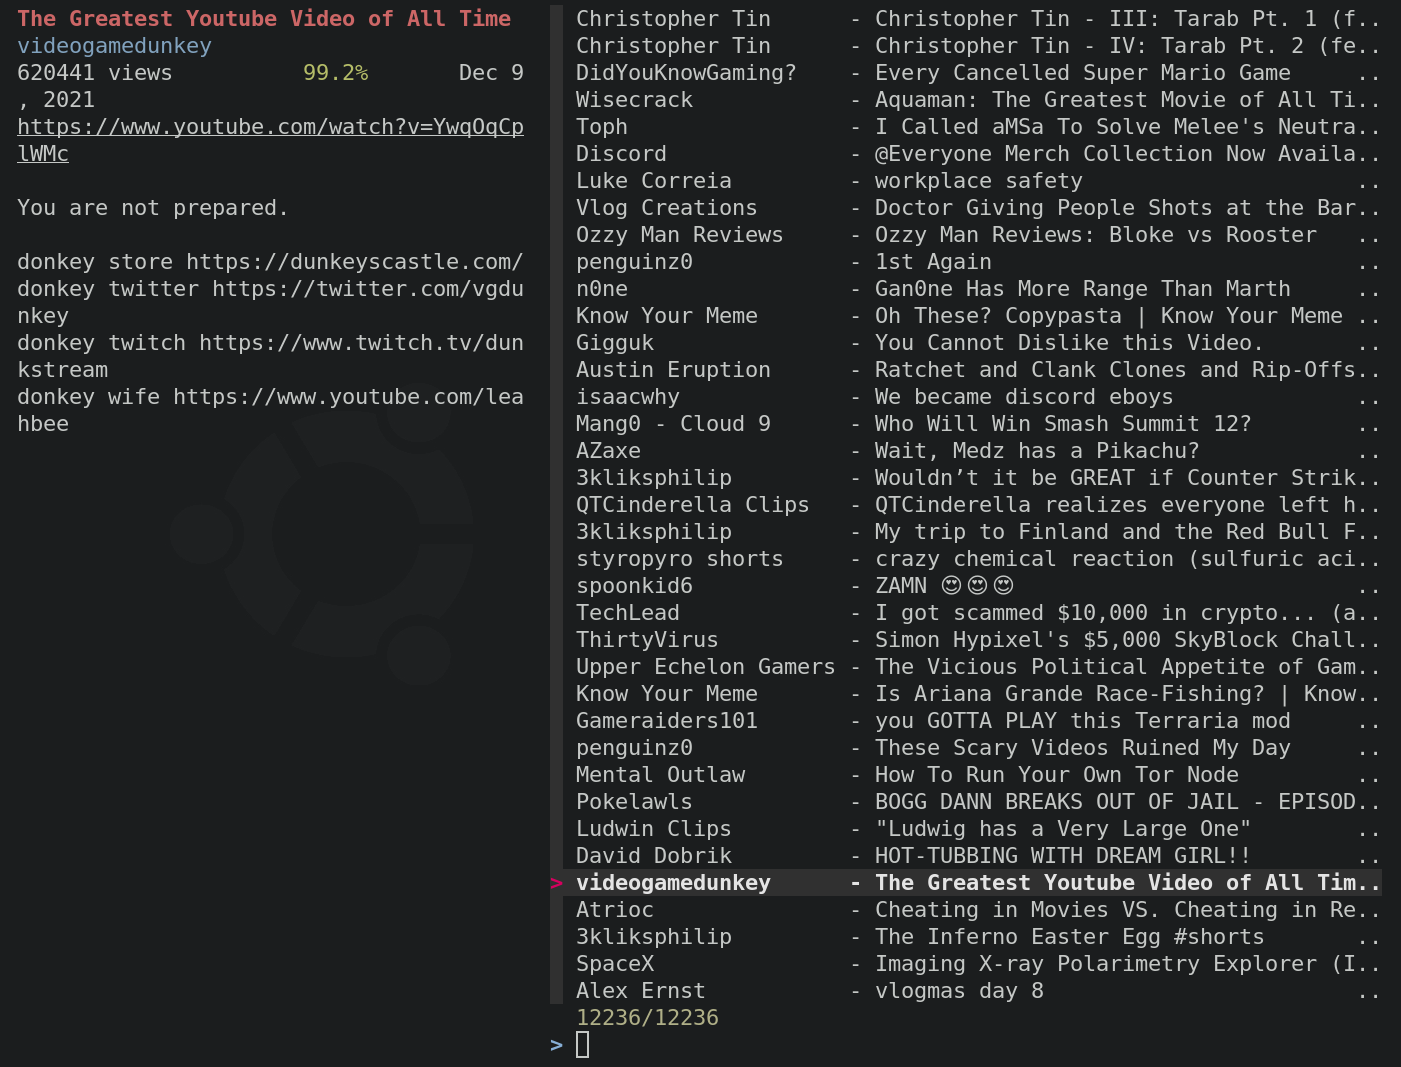 The Greatest Youtube Video of All Time
videogamedunkey
620441 views 99.2% Dec 9
, 2021
https://www.youtube.com/watch?v=YwqOqCp
lWMc
You are not prepared.
donkey store https://dunkeyscastle.com/
donkey twitter https://twitter.com/vgdu
nkey
donkey twitch https://www.twitch.tv/dun
kstream
donkey wife https://www.youtube.com/lea
hbee
Christopher Tin - Christopher Tin - III: Tarab Pt. 1 (f..
Christopher Tin - Christopher Tin - IV: Tarab Pt. 2 (fe..
DidYouKnowGaming? - Every Cancelled Super Mario Game ..
Wisecrack - Aquaman: The Greatest Movie of All Ti..
Toph - I Called aMSa To Solve Melee's Neutra..
Discord - @Everyone Merch Collection Now Availa..
Luke Correia - workplace safety ..
Vlog Creations - Doctor Giving People Shots at the Bar..
Ozzy Man Reviews - Ozzy Man Reviews: Bloke vs Rooster ..
penguinz0 - 1st Again ..
n0ne - Gan0ne Has More Range Than Marth ..
Know Your Meme - Oh These? Copypasta | Know Your Meme ..
Gigguk - You Cannot Dislike this Video. ..
Austin Eruption - Ratchet and Clank Clones and Rip-Offs..
isaacwhy - We became discord eboys ..
Mang0 - Cloud 9 - Who Will Win Smash Summit 12? ..
AZaxe - Wait, Medz has a Pikachu? ..
3kliksphilip - Wouldn’t it be GREAT if Counter Strik..
QTCinderella Clips - QTCinderella realizes everyone left h..
3kliksphilip - My trip to Finland and the Red Bull F..
styropyro shorts - crazy chemical reaction (sulfuric aci..
spoonkid6 - ZAMN 😍😍😍 ..
TechLead - I got scammed $10,000 in crypto... (a..
ThirtyVirus - Simon Hypixel's $5,000 SkyBlock Chall..
Upper Echelon Gamers - The Vicious Political Appetite of Gam..
Know Your Meme - Is Ariana Grande Race-Fishing? | Know..
Gameraiders101 - you GOTTA PLAY this Terraria mod ..
penguinz0 - These Scary Videos Ruined My Day ..
Mental Outlaw - How To Run Your Own Tor Node ..
Pokelawls - BOGG DANN BREAKS OUT OF JAIL - EPISOD..
Ludwin Clips - "Ludwig has a Very Large One" ..
David Dobrik - HOT-TUBBING WITH DREAM GIRL!! ..
> videogamedunkey - The Greatest Youtube Video of All Tim..
Atrioc - Cheating in Movies VS. Cheating in Re..
3kliksphilip - The Inferno Easter Egg #shorts ..
SpaceX - Imaging X-ray Polarimetry Explorer (I..
Alex Ernst - vlogmas day 8 ..
12236/12236
>